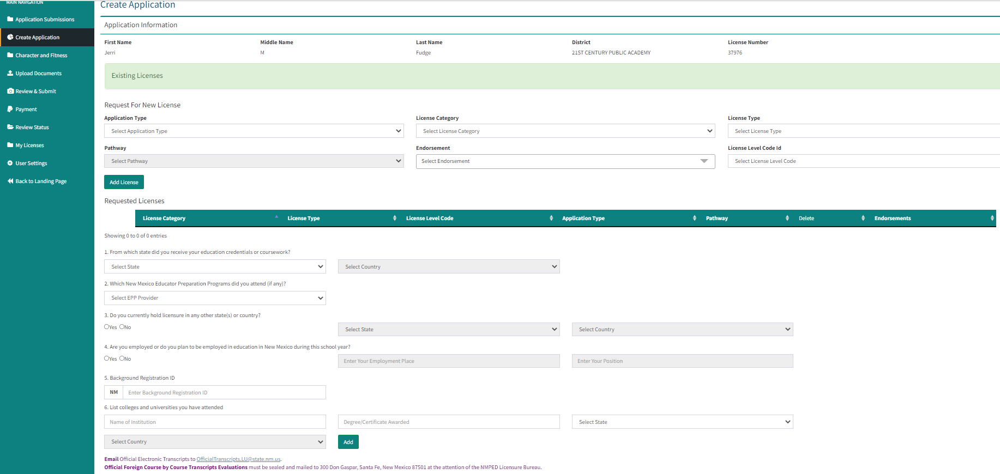 MAIN NAVIGATION
Application Submissions
Create Application
Character and Fitness
Upload Documents
Review & Submit
Payment
Review Status
My Licenses
User Settings
Back to Landing Page
Create Application
Application Information
First Name Middle Name Last Name District License Number
Jerri M Fudge 21ST CENTURY PUBLIC ACADEMY 37976
Existing Licenses
Request For New License
Application Type License Category License Type
Select Application Type Select License Category Select License Type
Pathway Endorsement License Level Code Id
Select Pathway Select Endorsement Select License Level Code
Add License
Requested Licenses
License Category License Type License Level Code Application Type Pathway Delete Endorsements
Showing 0 to 0 of 0 entries
1. From which state did you receive your education credentials or coursework?
Select State Select Country
2. Which New Mexico Educator Preparation Programs did you attend (if any)?
Select EPP Provider
3. Do you currently hold licensure in any other state(s) or country?
Yes No Select State Select Country
4. Are you employed or do you plan to be employed in education in New Mexico during this school year?
Yes No Enter Your Employment Place Enter Your Position
5. Background Registration ID
NM Enter Background Registration ID
6. List colleges and universities you have attended
Name of Institution Degree/Certificate Awarded Select State
Select Country Add
Email Official Electronic Transcripts to OfficialTranscripts.LU@state.nm.us.
Official Foreign Course by Course Transcripts Evaluations must be sealed and mailed to 300 Don Gaspar, Santa Fe, New Mexico 87501 at the attention of the NMPED Licensure Bureau.